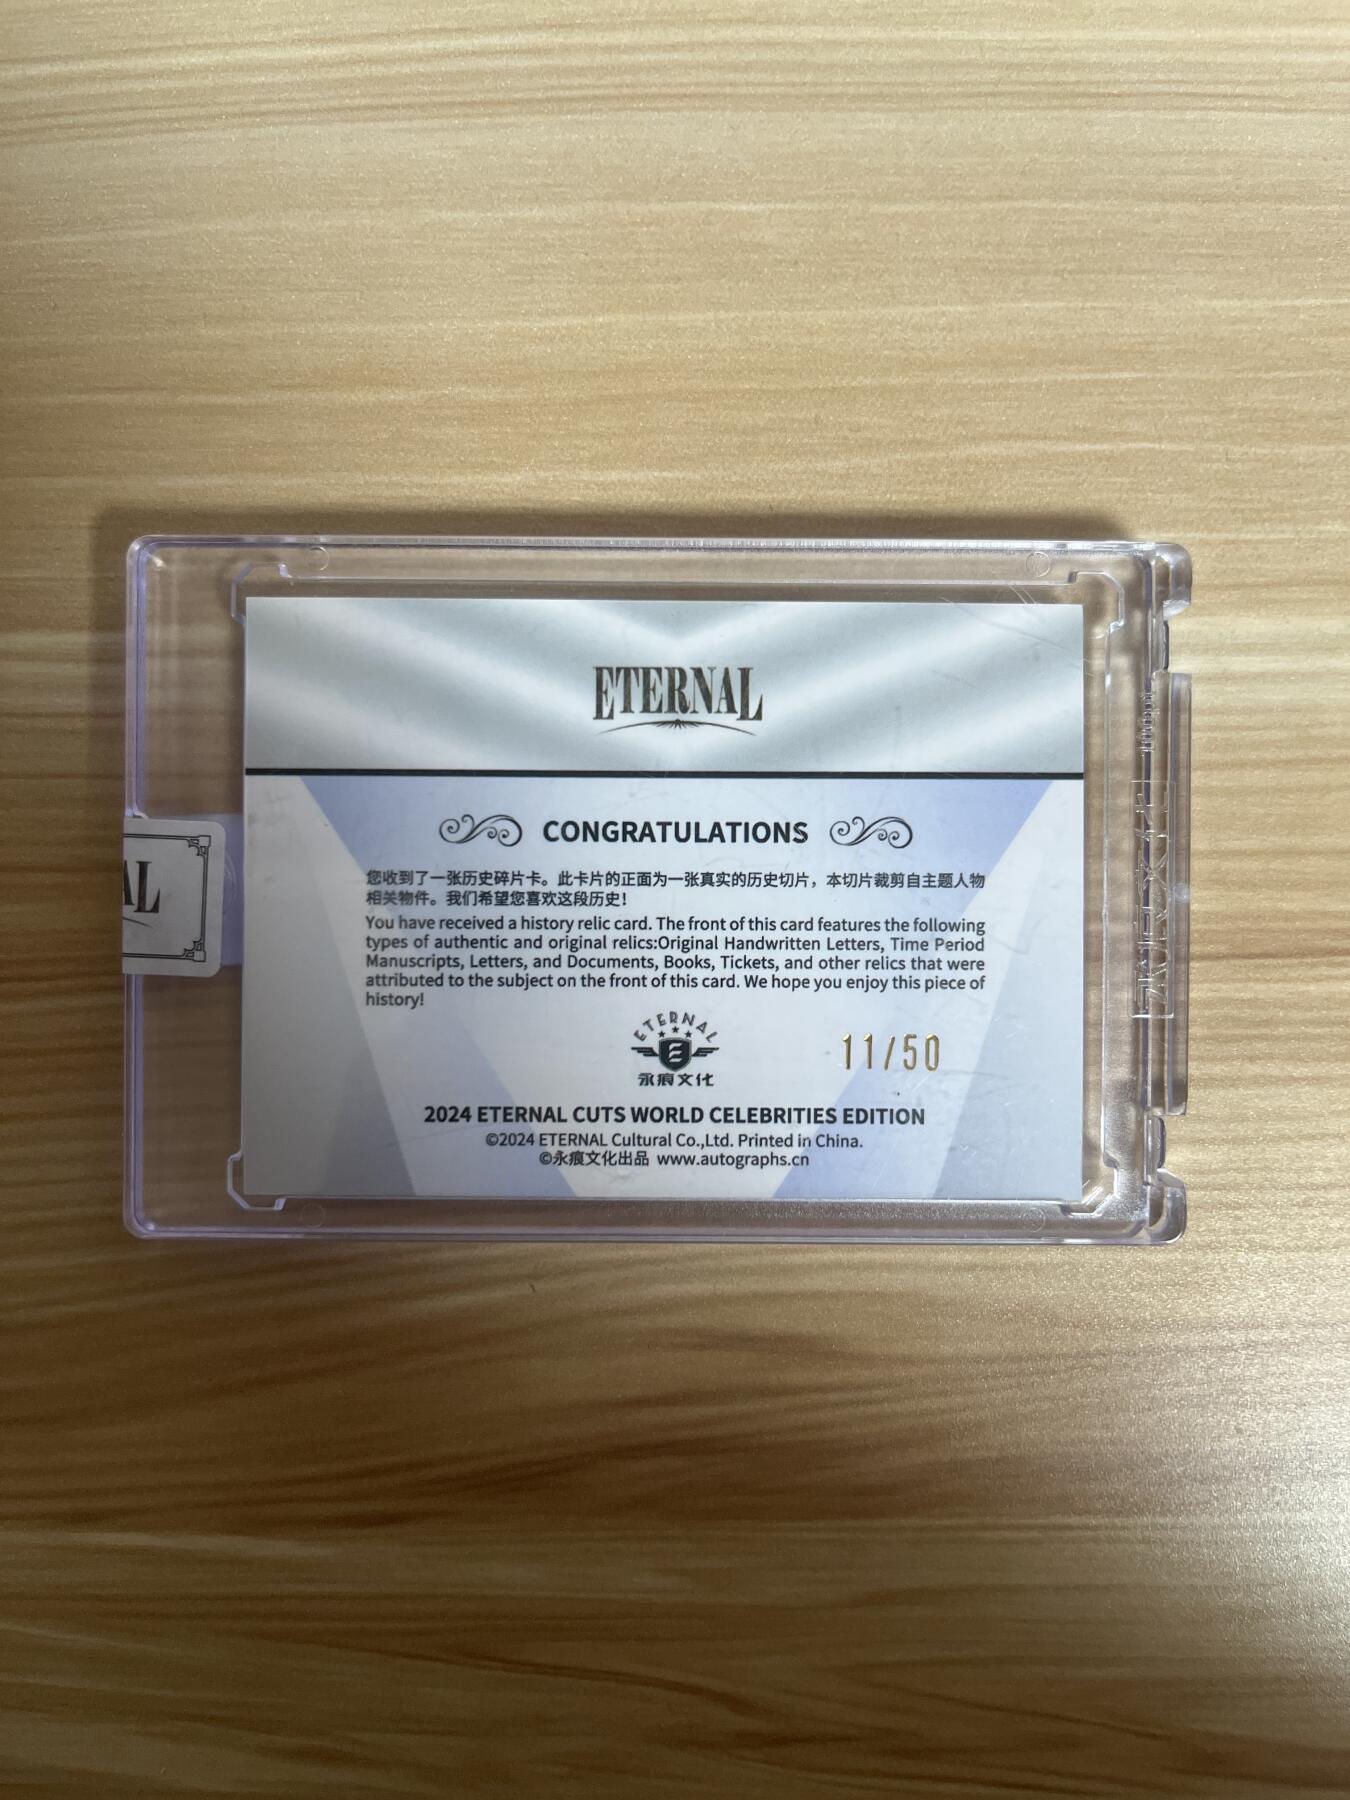 ETERNAL
CONGRATULATIONS
您收到了一张历史碎片卡。此卡片的正面为一张真实的历史切片，本切片裁剪自主题人物
相关物件。我们希望您喜欢这段历史！
You have received a history relic card. The front of this card features the following
types of authentic and original relics:Original Handwritten Letters, Time Period
Manuscripts, Letters, and Documents, Books, Tickets, and other relics that were
attributed to the subject on the front of this card. We hope you enjoy this piece of
history!
AL
ETERNAL
E
永痕文化
11/50
2024 ETERNAL CUTS WORLD CELEBRITIES EDITION
©2024 ETERNAL Cultural Co.,Ltd. Printed in China.
©永痕文化出品 www.autographs.cn